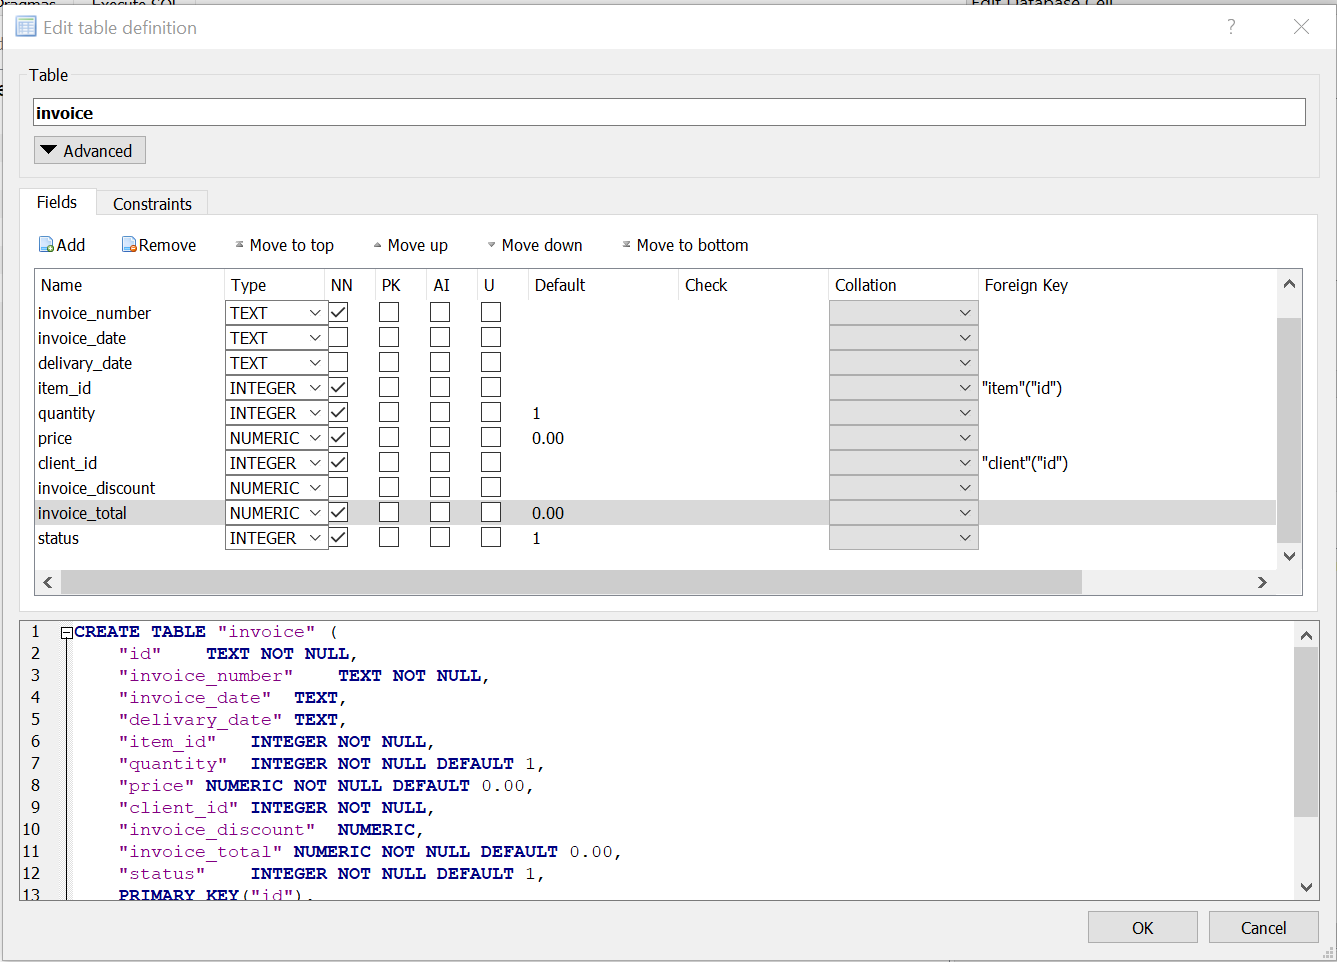 Edit table definition
?
Table
invoice
Advanced
Fields Constraints
Add Remove Move to top Move up Move down Move to bottom
Name Type NN PK AI U Default Check Collation Foreign Key
invoice_number TEXT
invoice_date TEXT
delivary_date TEXT
item_id INTEGER "item"("id")
quantity INTEGER 1
price NUMERIC 0.00
client_id INTEGER "client"("id")
invoice_discount NUMERIC
invoice_total NUMERIC 0.00
status INTEGER 1
1 CREATE TABLE "invoice" (
2 "id" TEXT NOT NULL,
3 "invoice_number" TEXT NOT NULL,
4 "invoice_date" TEXT,
5 "delivary_date" TEXT,
6 "item_id" INTEGER NOT NULL,
7 "quantity" INTEGER NOT NULL DEFAULT 1,
8 "price" NUMERIC NOT NULL DEFAULT 0.00,
9 "client_id" INTEGER NOT NULL,
10 "invoice_discount" NUMERIC,
11 "invoice_total" NUMERIC NOT NULL DEFAULT 0.00,
12 "status" INTEGER NOT NULL DEFAULT 1,
13 PRIMARY KEY("id"),
OK Cancel